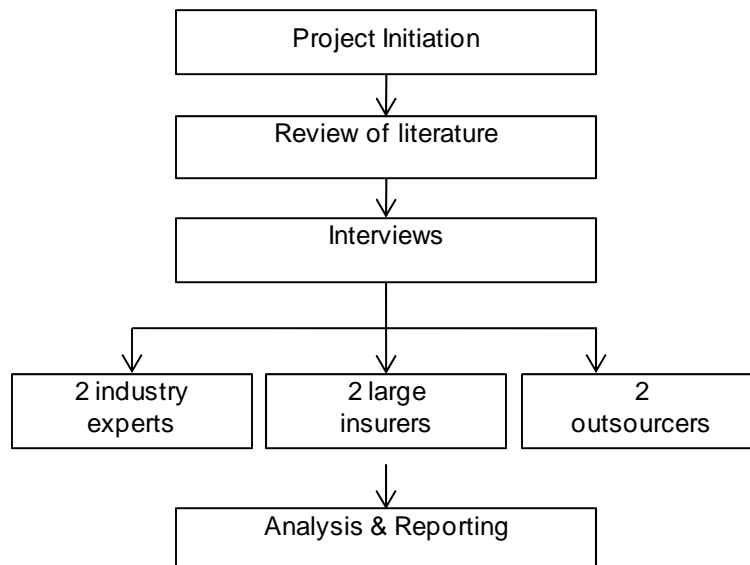 Project Initiation
Review of literature
Interviews
2 industry
experts
2 large
insurers
2
outsourcers
Analysis & Reporting